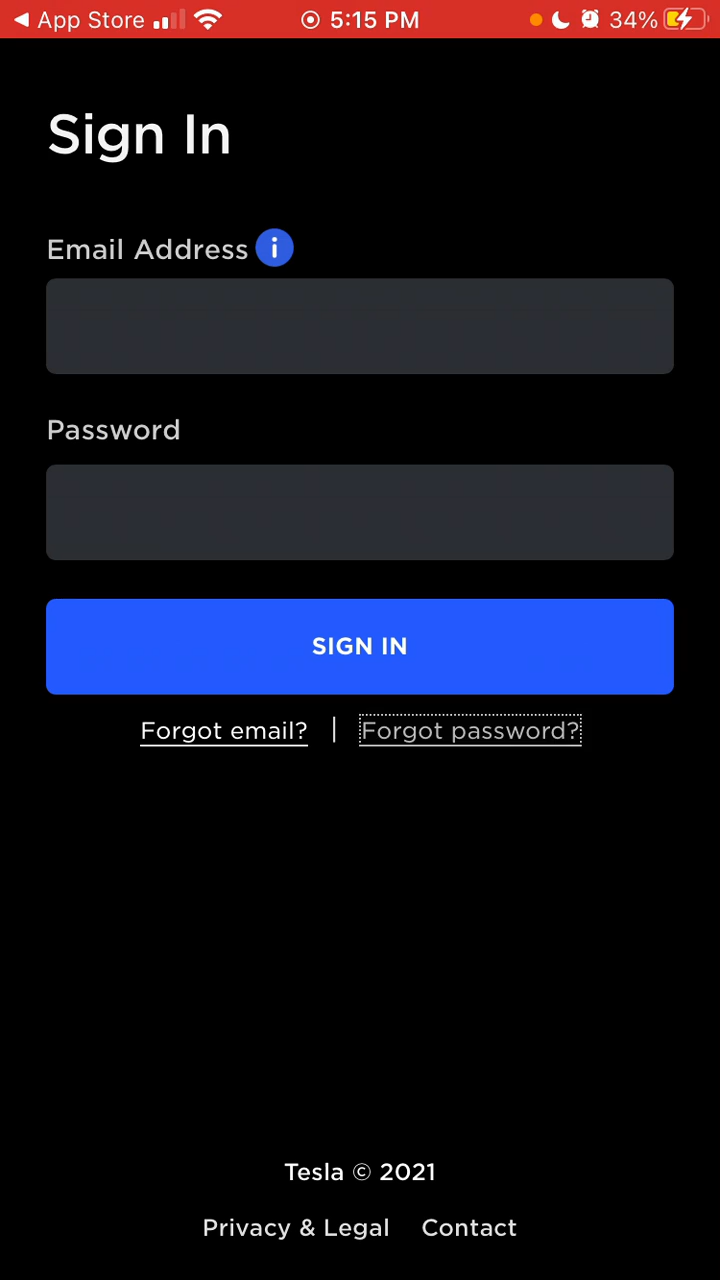 App Store 5:15 PM 34%
Sign In
Email Address
Password
SIGN IN
Forgot email? | Forgot password?
Tesla © 2021
Privacy & Legal Contact